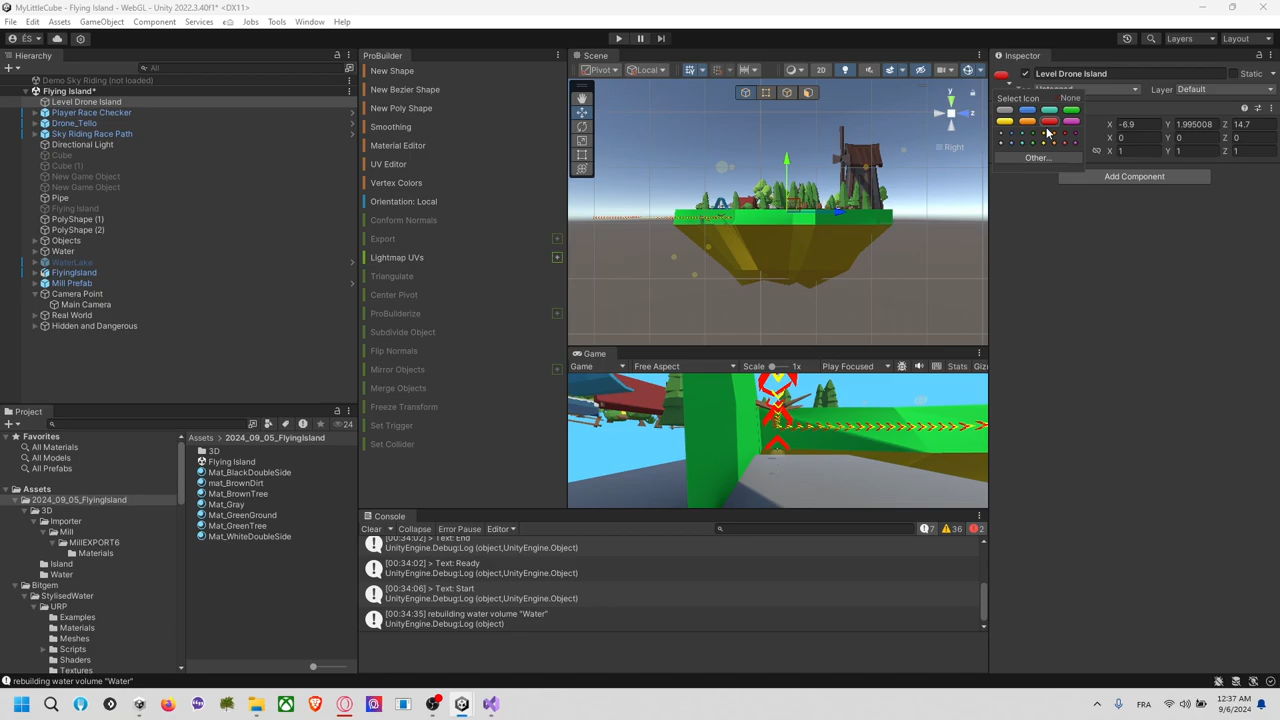 MyLittleCube - Flying Island - WebGL - Unity 2022.3.40f1* <DX11>
File Edit Assets GameObject Component Services Jobs Tools Window Help
ÉS Layers Layout
Hierarchy
All
Demo Sky Riding (not loaded)
Flying Island*
Level Drone Island
Player Race Checker
Drone_Tello
Sky Riding Race Path
Directional Light
Cube
Cube (1)
New Game Object
New Game Object
Pipe
Flying Island
PolyShape (1)
PolyShape (2)
Objects
Water
WaterLake
FlyingIsland
Mill Prefab
Camera Point
Main Camera
Real World
Hidden and Dangerous
ProBuilder
New Shape
New Bezier Shape
New Poly Shape
Smoothing
Material Editor
UV Editor
Vertex Colors
Orientation: Local
Conform Normals
Export
Lightmap UVs
Triangulate
Center Pivot
ProBuilderize
Subdivide Object
Flip Normals
Mirror Objects
Merge Objects
Freeze Transform
Set Trigger
Set Collider
Scene
Pivot Local 2D
y
z
Right
Game
Game Free Aspect Scale 1x Play Focused Stats Giz
Inspector
Level Drone Island Static
Layer Default
Select Icon None
Other...
X -6.9 Y 1.995008 Z 14.7
X 0 Y 0 Z 0
X 1 Y 1 Z 1
Add Component
Project
24
Favorites
All Materials
All Models
All Prefabs
Assets
2024_09_05_FlyingIsland
3D
Importer
Mill
MillEXPORT6
Materials
Island
Water
Bitgem
StylisedWater
URP
Examples
Materials
Meshes
Scripts
Shaders
Textures
Assets 2024_09_05_FlyingIsland
3D
Flying Island
Mat_BlackDoubleSide
mat_BrownDirt
Mat_BrownTree
Mat_Gray
Mat_GreenGround
Mat_GreenTree
Mat_WhiteDoubleSide
Console
Clear Collapse Error Pause Editor 7 36 2
[00:34:02] > Text: End
UnityEngine.Debug:Log (object,UnityEngine.Object)
[00:34:02] > Text: Ready
UnityEngine.Debug:Log (object,UnityEngine.Object)
[00:34:06] > Text: Start
UnityEngine.Debug:Log (object,UnityEngine.Object)
[00:34:35] rebuilding water volume "Water"
UnityEngine.Debug:Log (object)
rebuilding water volume "Water"
FRA 12:37 AM
9/6/2024